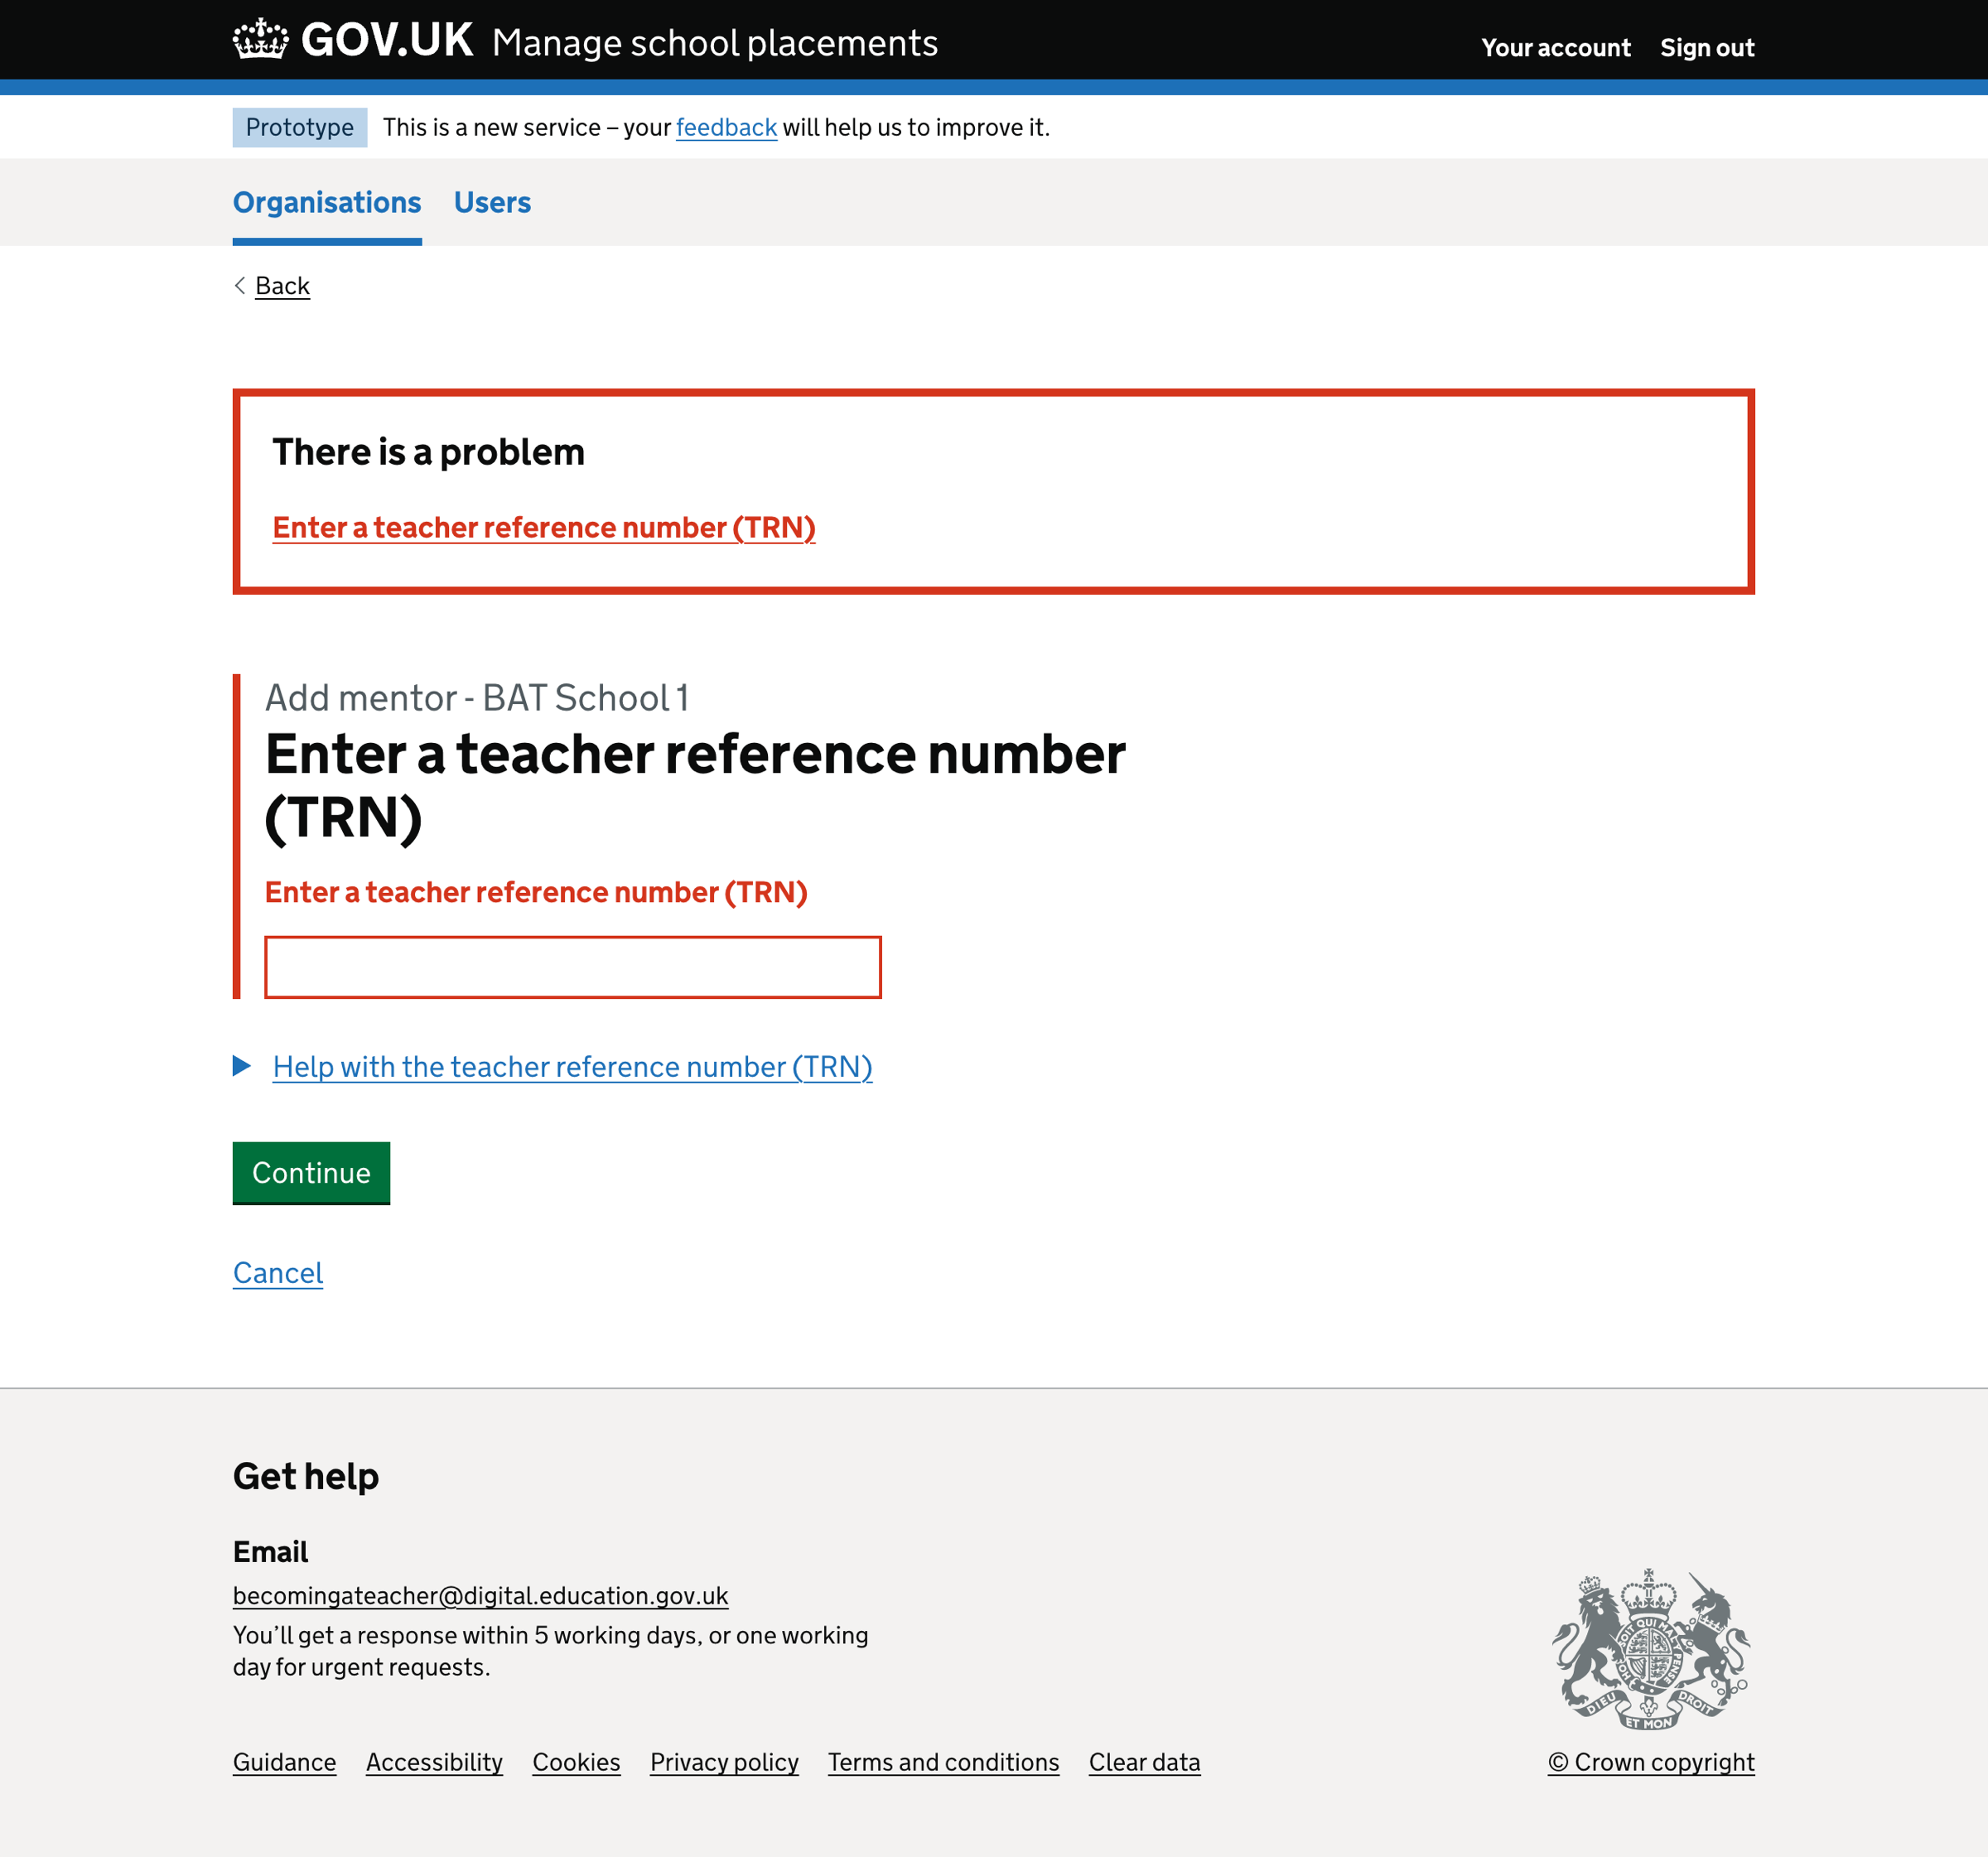 GOV.UK Manage school placements
Your account Sign out
Prototype This is a new service – your feedback will help us to improve it.
Organisations Users
Back
There is a problem
Enter a teacher reference number (TRN)
Add mentor - BAT School 1
Enter a teacher reference number
(TRN)
Enter a teacher reference number (TRN)
Help with the teacher reference number (TRN)
Continue
Cancel
Get help
Email
becomingateacher@digital.education.gov.uk
You’ll get a response within 5 working days, or one working
day for urgent requests.
DIEU ET MON DROIT
Guidance Accessibility Cookies Privacy policy Terms and conditions Clear data
© Crown copyright